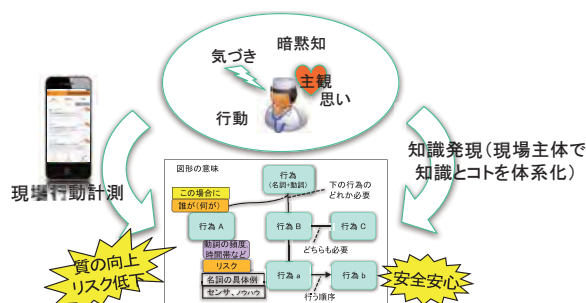 暗黙知
気づき
主観
思い
行動
現場行動計測
知識発現(現場主体で
知識とコトを体系化)
図形の意味
行為
(名詞+動詞)
下の行為の
どれか必要
この場合に
誰が(何が)
行為 A
行為 B
行為 C
動詞の頻度、
時間帯など
どちらも必要
リスク
名詞の具体例
センサ、ノウハウ
行為 a
行為 b
行う順序
質の向上
リスク低下
安全安心